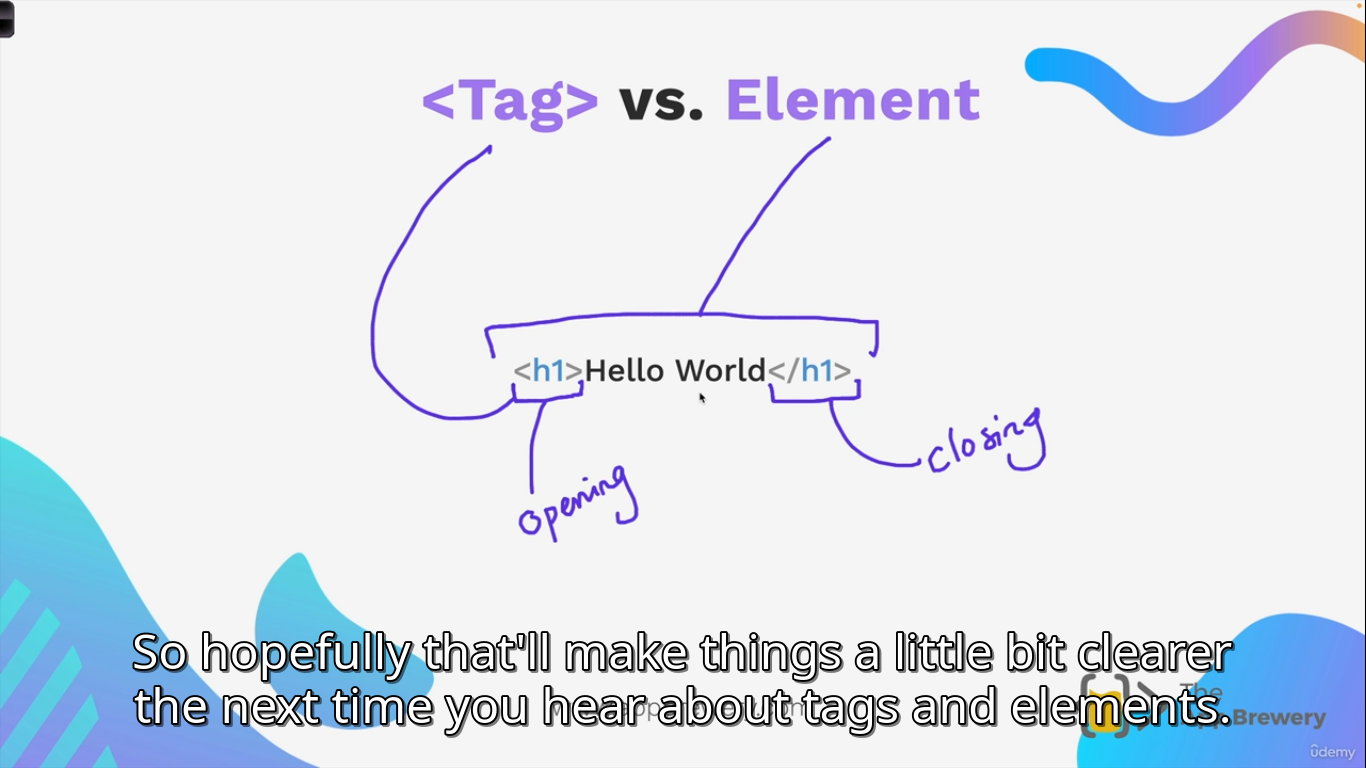 <Tag> vs. Element
<h1>Hello World</h1>
closing
opening
So hopefully that'll make things a little bit clearer
the next time you hear about tags and elements.
The
Brewery
ûdemy